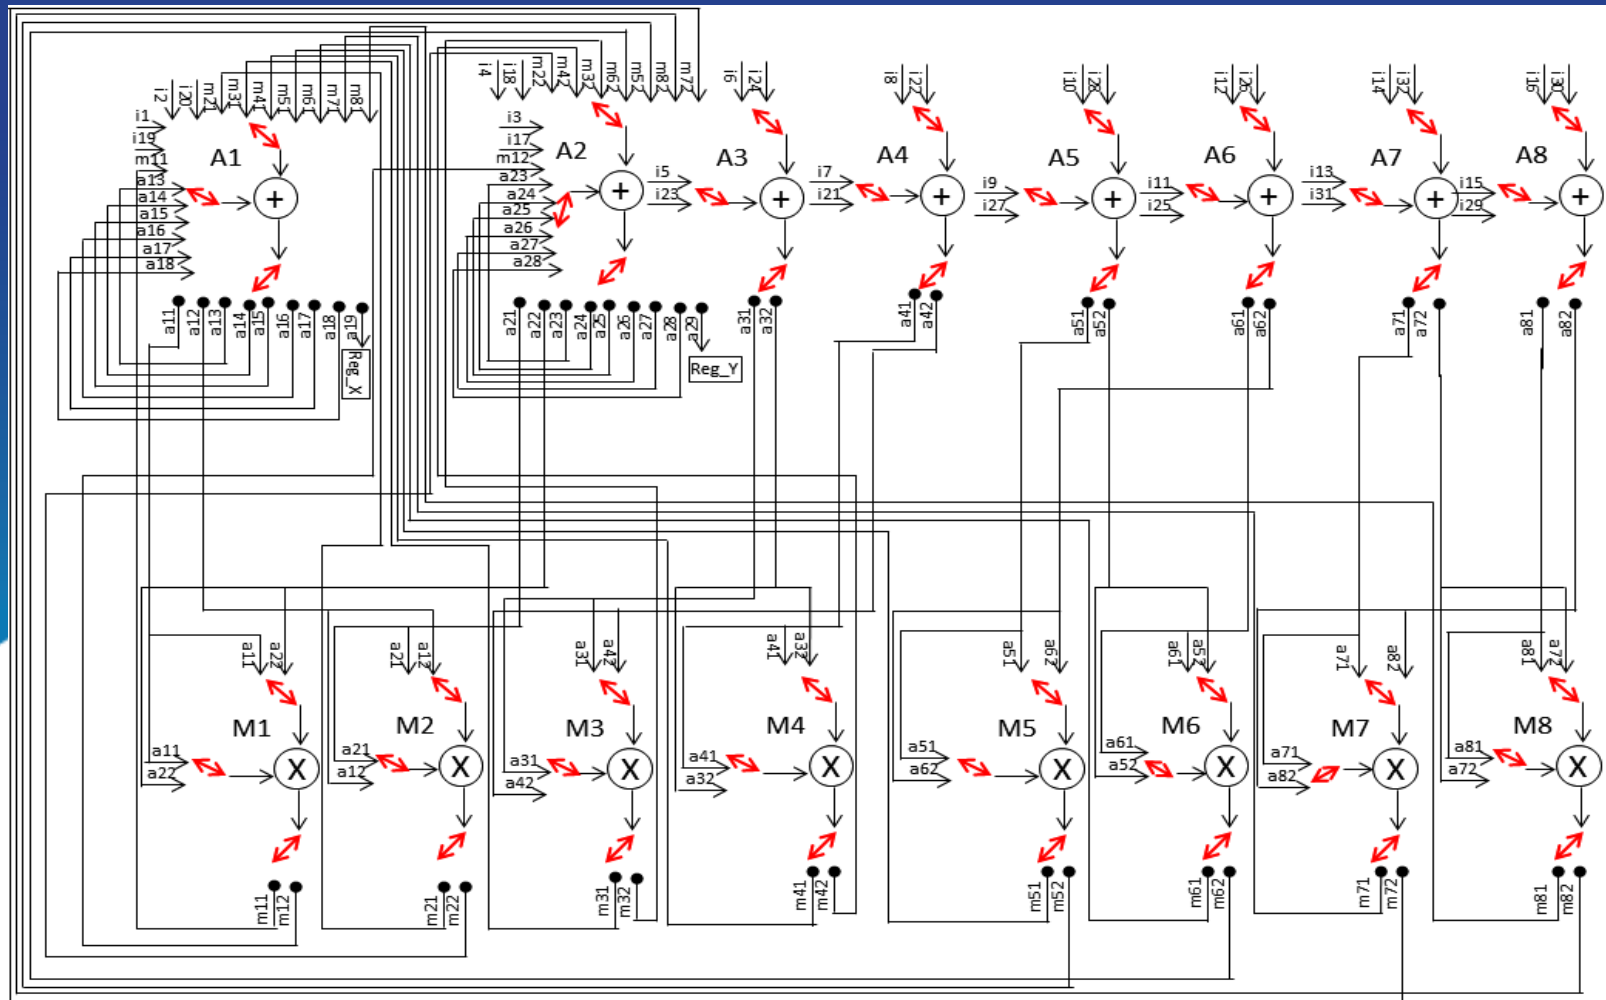 i2 i20 m21 m31 m41 m51 m61 m71 m81
i4 i18 m22 m42 m32 m62 m52 m82 m72
i6 i24
i8 i22
i10 i28
i12 i26
i14 i32
i16 i30
i1
i19
m11
a13
a14
a15
a16
a17
a18
A1
+
i3
i17
m12
a23
a24
a25
a26
a27
a28
A2
+
i5
i23
A3
+
i7
i21
A4
+
i9
i27
A5
+
i11
i25
A6
+
i13
i31
A7
+
i15
i29
A8
+
a11 a12 a13 a14 a15 a16 a17 a18 a19
Reg_X
a21 a22 a23 a24 a25 a26 a27 a28 a29
Reg_Y
a31 a32
a41 a42
a51 a52
a61 a62
a71 a72
a81 a82
a11 a22
M1
a11
a22
X
a21 a12
M2
a21
a12
X
a31 a42
M3
a31
a42
X
a41 a32
M4
a41
a32
X
a51 a62
M5
a51
a62
X
a61 a52
M6
a61
a52
X
a71 a82
M7
a71
a82
X
a81 a72
M8
a81
a72
X
m11 m12
m21 m22
m31 m32
m41 m42
m51 m52
m61 m62
m71 m72
m81 m82